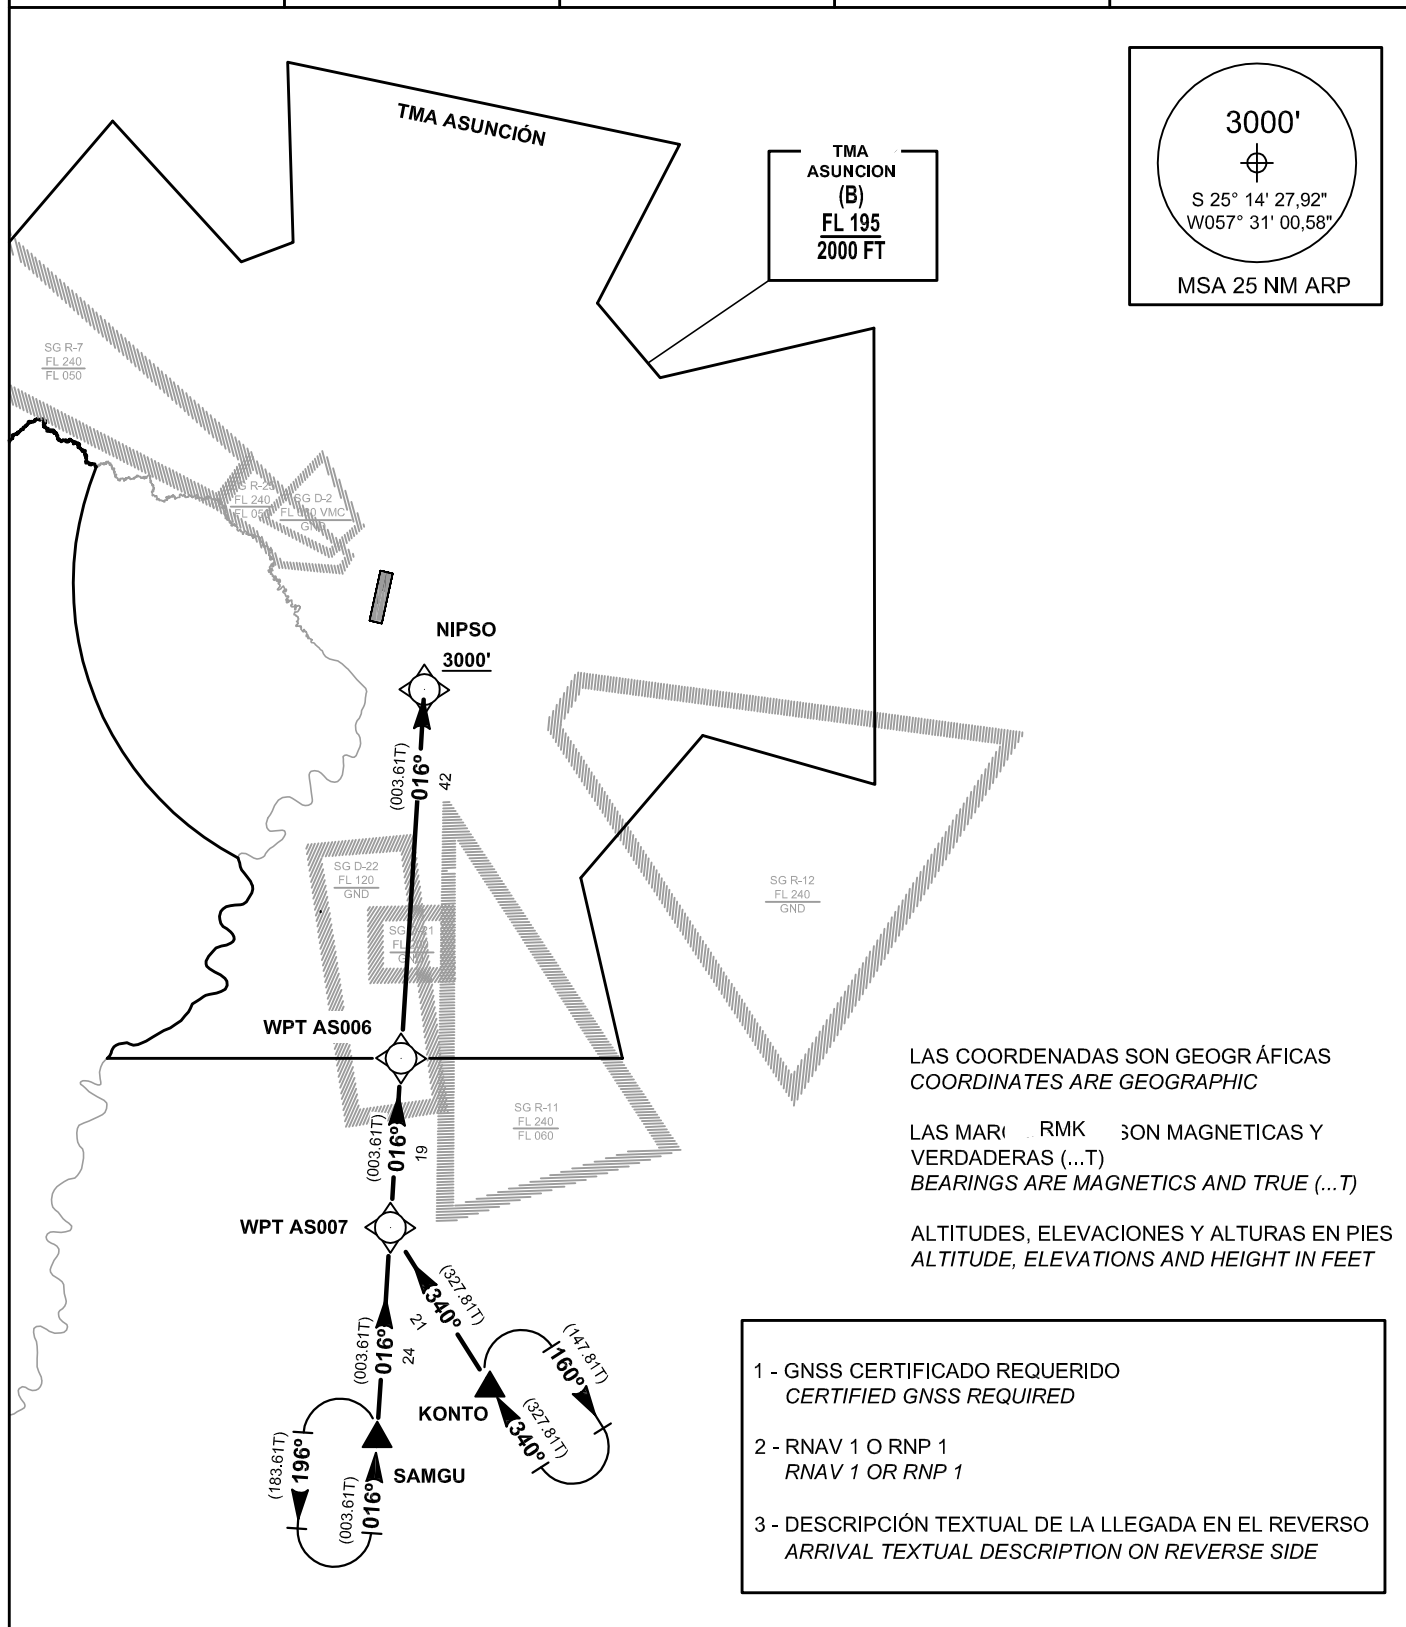 TMA ASUNCIÓN
TMA
ASUNCION
(B)
FL 195
2000 FT
3000'
S 25° 14' 27,92"
W057° 31' 00,58"
MSA 25 NM ARP
SG R-7
FL 240
FL 050
FL 240
SG D-2
VMC
NIPSO
3000'
(003.61T)
016°
42
SG D-22
FL 120
GND
SG R-12
FL 240
GND
WPT AS006
SG R-11
FL 240
FL 060
(003.61T)
016°
19
WPT AS007
(003.61T)
016°
24
(327.81T)
340°
21
KONTO
(147.81T)
160°
(327.81T)
340°
SAMGU
(183.61T)
196°
(003.61T)
016°
LAS COORDENADAS SON GEOGR ÁFICAS
COORDINATES ARE GEOGRAPHIC
LAS RMK SON MAGNETICAS Y
VERDADERAS (...T)
BEARINGS ARE MAGNETICS AND TRUE (...T)
ALTITUDES, ELEVACIONES Y ALTURAS EN PIES
ALTITUDE, ELEVATIONS AND HEIGHT IN FEET
1 - GNSS CERTIFICADO REQUERIDO
CERTIFIED GNSS REQUIRED
2 - RNAV 1 O RNP 1
RNAV 1 OR RNP 1
3 - DESCRIPCIÓN TEXTUAL DE LA LLEGADA EN EL REVERSO
ARRIVAL TEXTUAL DESCRIPTION ON REVERSE SIDE